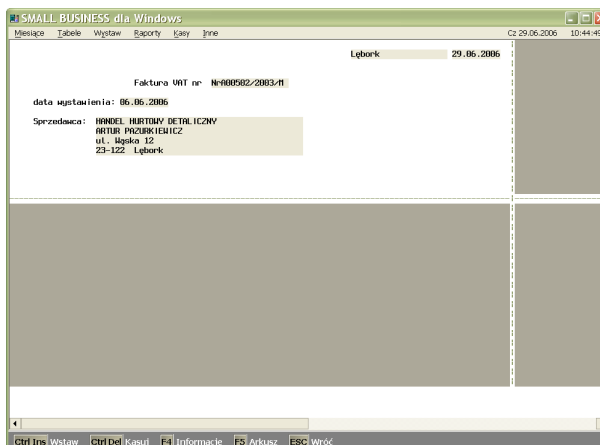 SMALL BUSINESS dla Windows
Miesiące Tabele Wystaw Raporty Kasy Inne Cz 29.06.2006 10:44:49
Lębork 29.06.2006
Faktura VAT nr NrA00502/2003/M
data wystawienia: 06.06.2006
Sprzedawca: HANDEL HURTOWY DETALICZNY
ARTUR PAZURKIEWICZ
ul. Wąska 12
23-122 Lębork
Ctrl Ins Wstaw Ctrl Del Kasuj F4 Informacje F5 Arkusz ESC Wróć